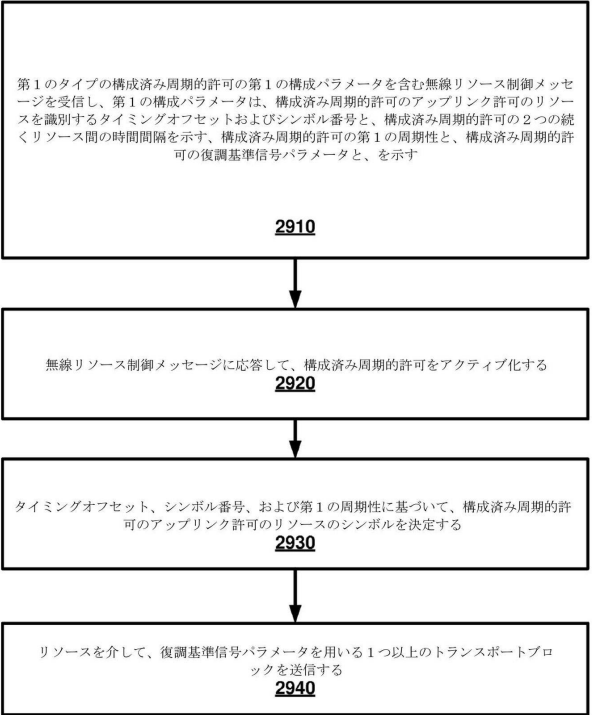 第１のタイプの構成済み周期的許可の第１の構成パラメータを含む無線リソース制御メッセ
ージを受信し、第１の構成パラメータは、構成済み周期的許可のアップリンク許可のリソー
スを識別するタイミングオフセットおよびシンボル番号と、構成済み周期的許可の２つの続
くリソース間の時間間隔を示す、構成済み周期的許可の第１の周期性と、構成済み周期的許
可の復調基準信号パラメータと、を示す
2910
無線リソース制御メッセージに応答して、構成済み周期的許可をアクティブ化する
2920
タイミングオフセット、シンボル番号、および第１の周期性に基づいて、構成済み周期的許
可のアップリンク許可のリソースのシンボルを決定する
2930
リソースを介して、復調基準信号パラメータを用いる１つ以上のトランスポートブロ
ックを送信する
2940